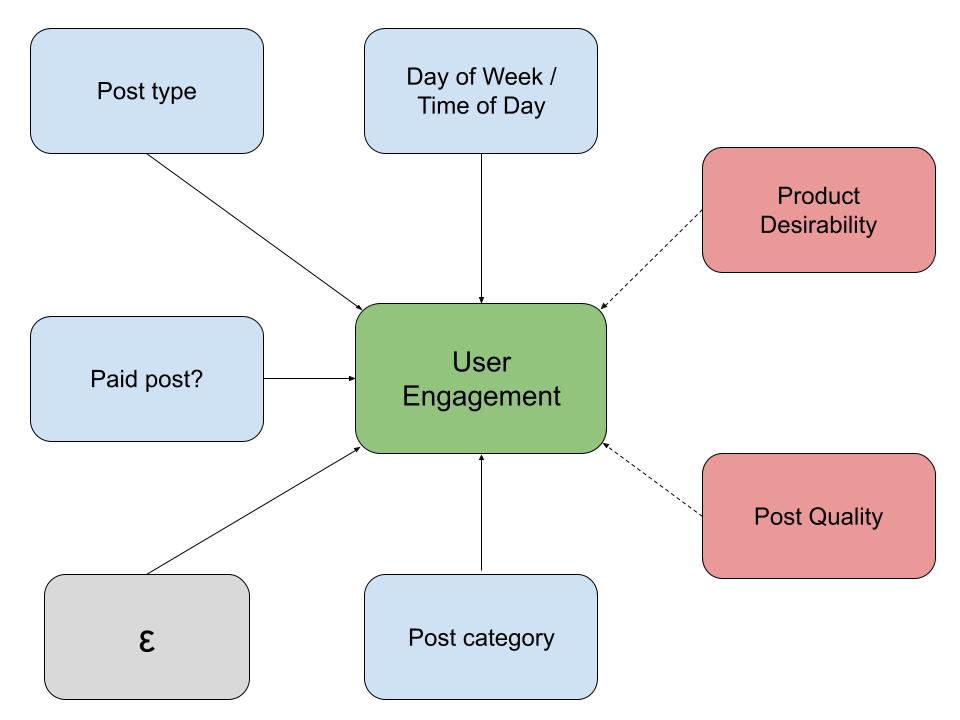 Post type
Day of Week /
Time of Day
Product
Desirability
Paid post?
User
Engagement
Post Quality
ε
Post category